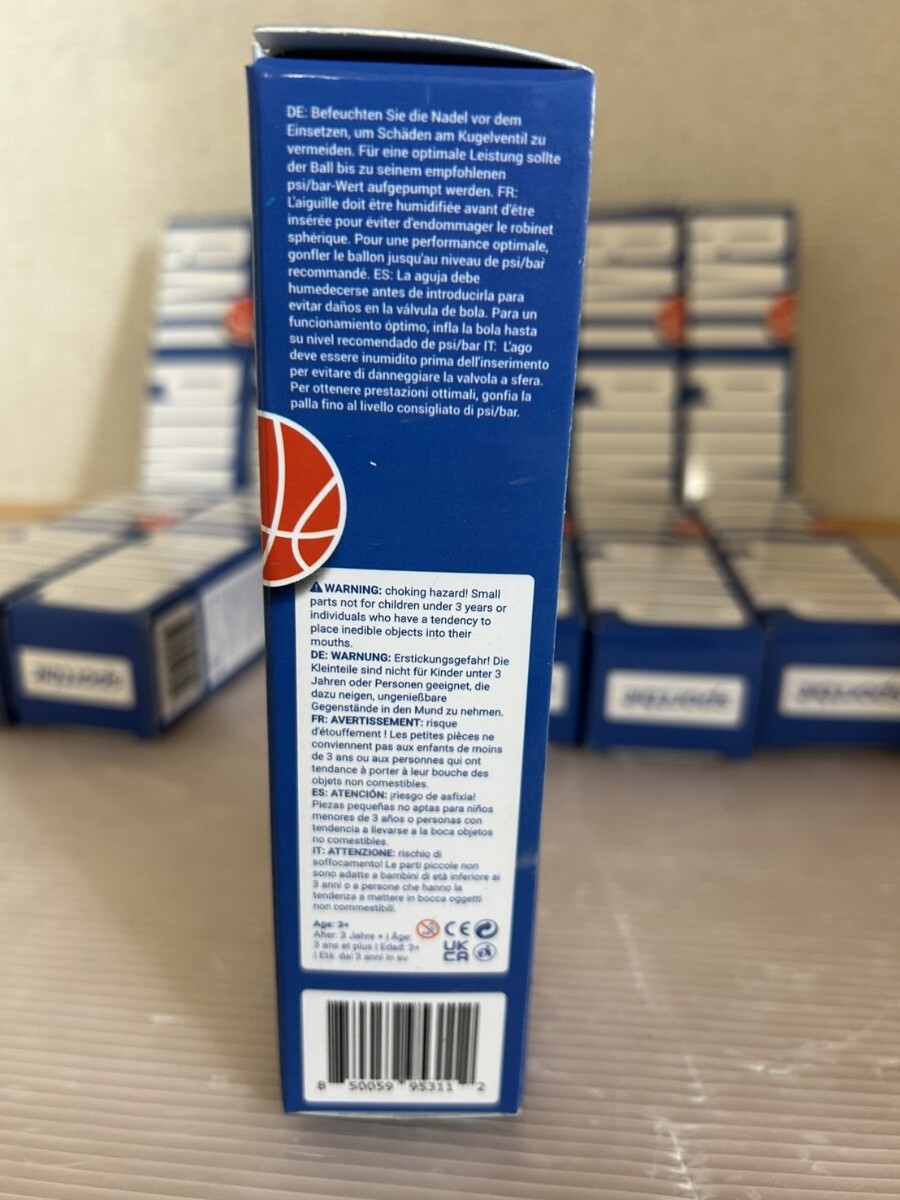 DE: Befeuchten Sie die Nadel vor dem
Einsetzen, um Schäden am Kugelventil zu
vermeiden. Für eine optimale Leistung sollte
der Ball bis zu seinem empfohlenen
psi/bar-Wert aufgepumpt werden. FR:
L'aiguille doit être humidifiée avant d'être
insérée pour éviter d'endommager le robinet
sphérique. Pour une performance optimale,
gonfler le ballon jusqu'au niveau de psi/bar
recommandé. ES: La aguja debe
humedecerse antes de introducirla para
evitar daños en la válvula de bola. Para un
funcionamiento óptimo, infla la bola hasta
su nivel recomendado de psi/bar IT: L'ago
deve essere inumidito prima dell'inserimento
per evitare di danneggiare la valvola a sfera.
Per ottenere prestazioni ottimali, gonfia la
palla fino al livello consigliato di psi/bar.
WARNING: choking hazard! Small
parts not for children under 3 years or
individuals who have a tendency to
place inedible objects into their
mouths.
DE: WARNUNG: Erstickungsgefahr! Die
Kleinteile sind nicht für Kinder unter 3
Jahren oder Personen geeignet, die
dazu neigen, ungenießbare
Gegenstände in den Mund zu nehmen.
FR: AVERTISSEMENT: risque
d'étouffement ! Les petites pièces ne
conviennent pas aux enfants de moins
de 3 ans ou aux personnes qui ont
tendance à porter à leur bouche des
objets non comestibles.
ES: ATENCIÓN: ¡riesgo de asfixia!
Piezas pequeñas no aptas para niños
menores de 3 años o personas con
tendencia a llevarse a la boca objetos
no comestibles.
IT: ATTENZIONE: rischio di
soffocamento! Le parti piccole non
sono adatte a bambini di età inferiore ai
3 anni o a persone che hanno la
tendenza a mettere in bocca oggetti
non commestibili.
Age: 3+
Alter: 3 Jahre + | Âge:
3 ans et plus | Edad: 3+
| Età: dai 3 anni in su
CE
UK
CA
8 50059 95311 2